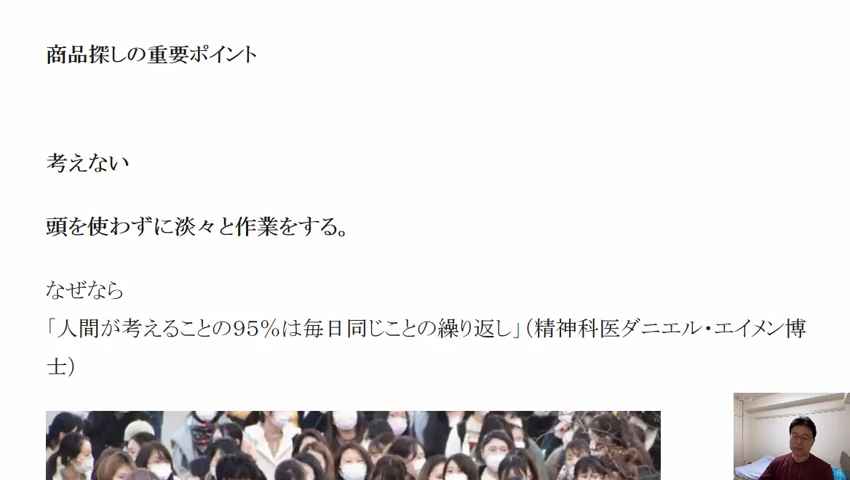 商品探しの重要ポイント
考えない
頭を使わずに淡々と作業をする。
なぜなら
「人間が考えることの95％は毎日同じことの繰り返し」（精神科医ダニエル・エイメン博
士）